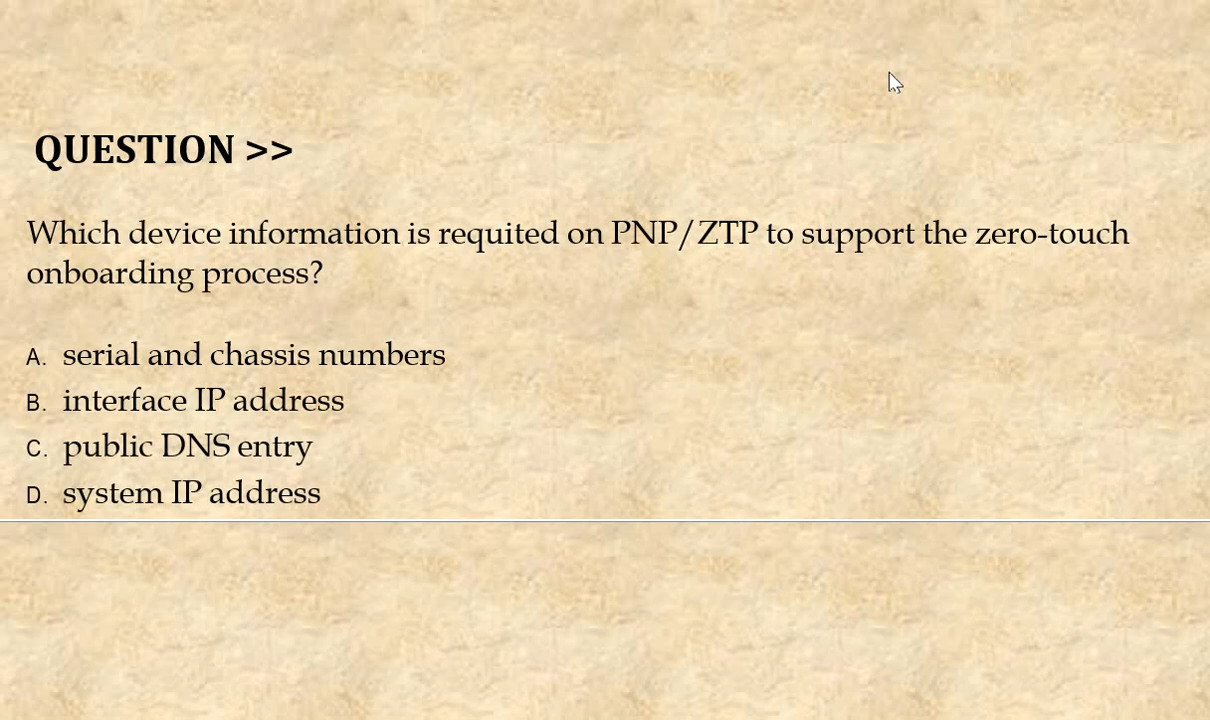 QUESTION >>
Which device information is requited on PNP/ZTP to support the zero-touch
onboarding process?
A. serial and chassis numbers
B. interface IP address
C. public DNS entry
D. system IP address